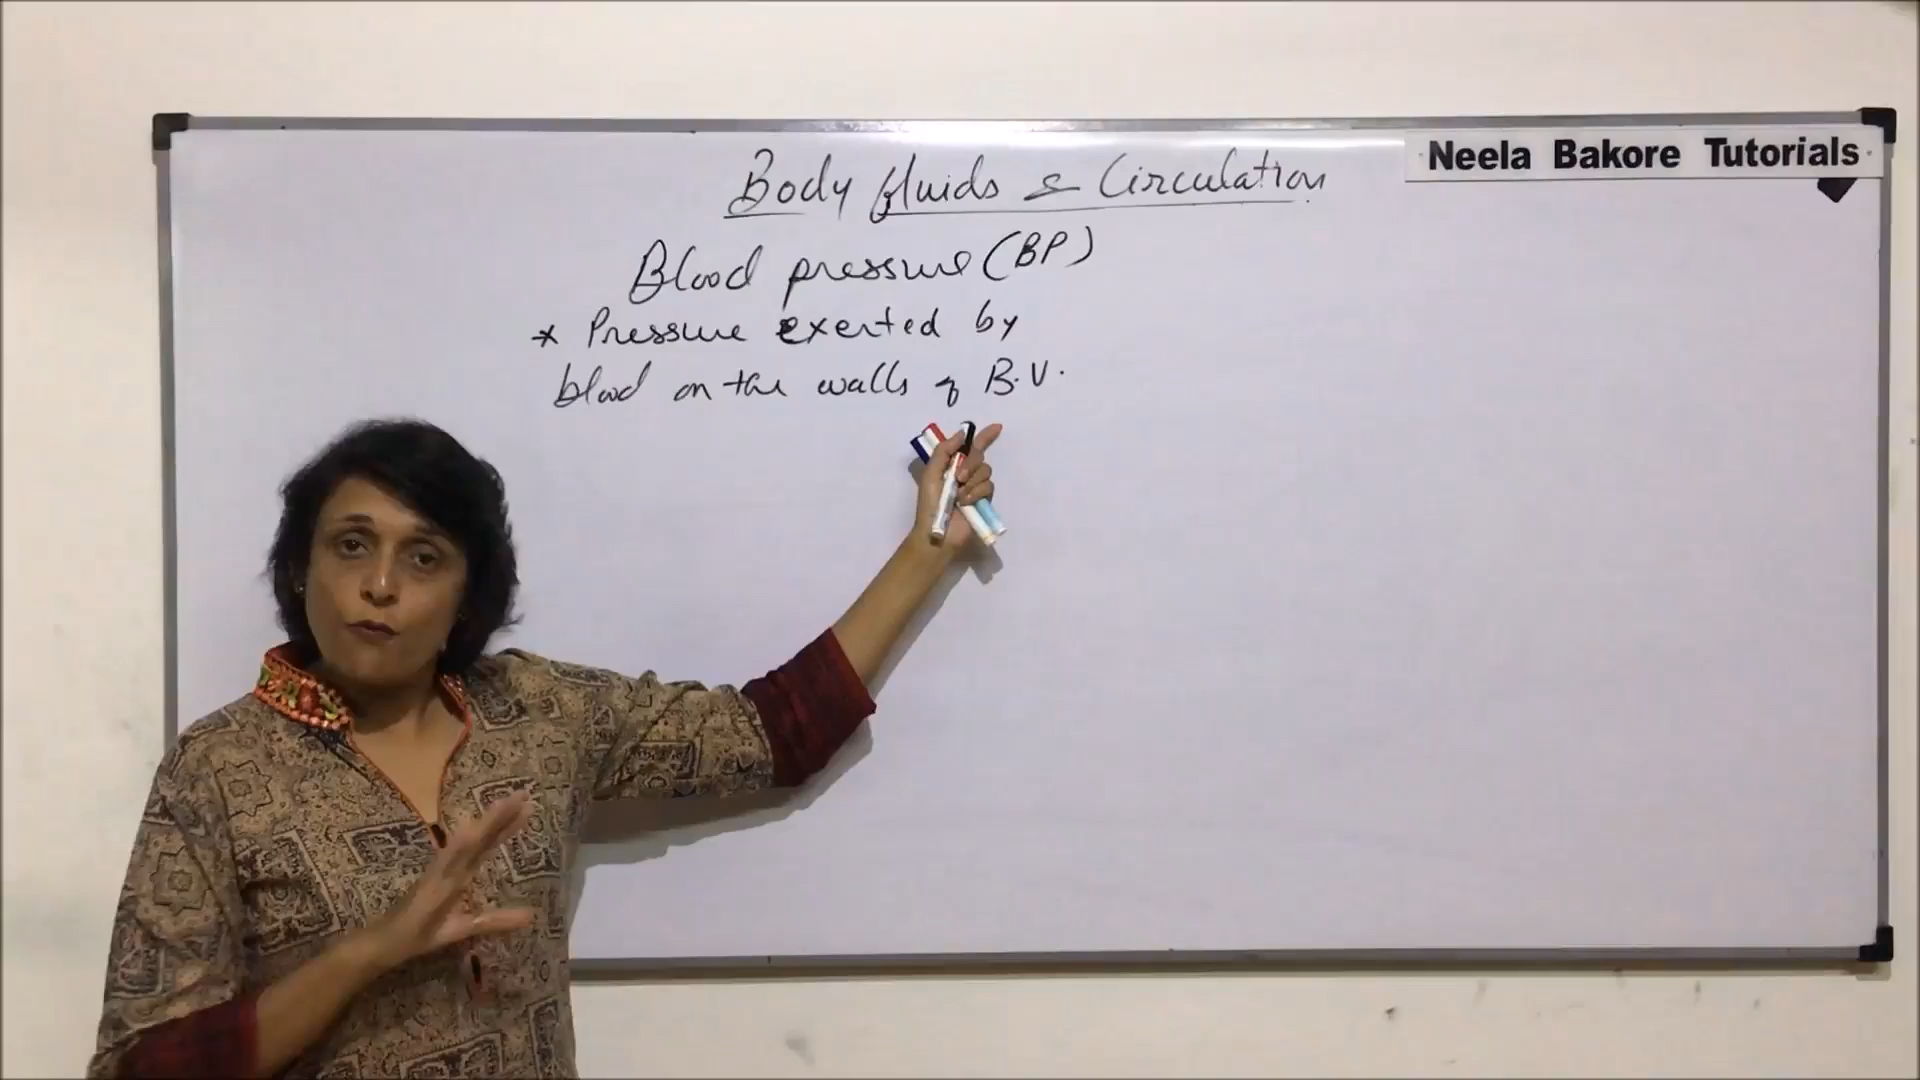 Neela Bakore Tutorials
Body fluids & Circulation
Blood pressure (BP)
* Pressure exerted by
blood on the walls of B.V.